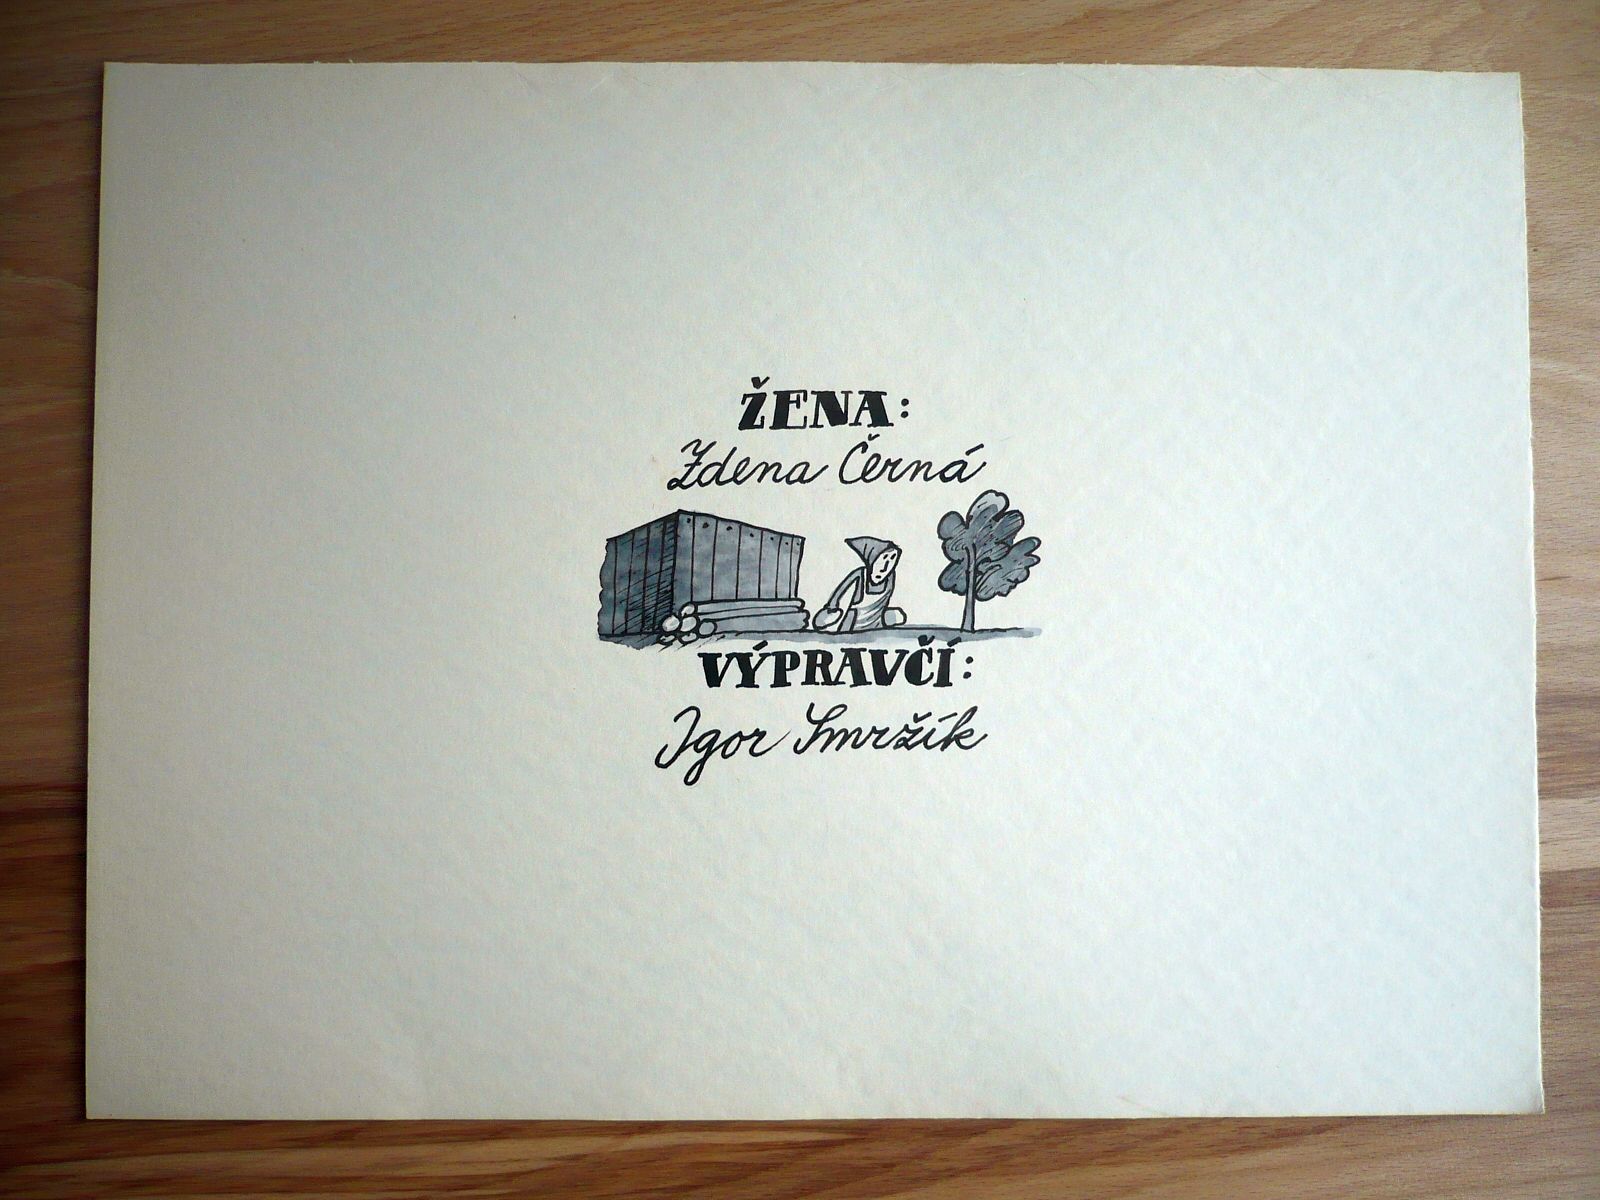 ŽENA:
Zdena Černá
VÝPRAVČÍ:
Igor Smržík